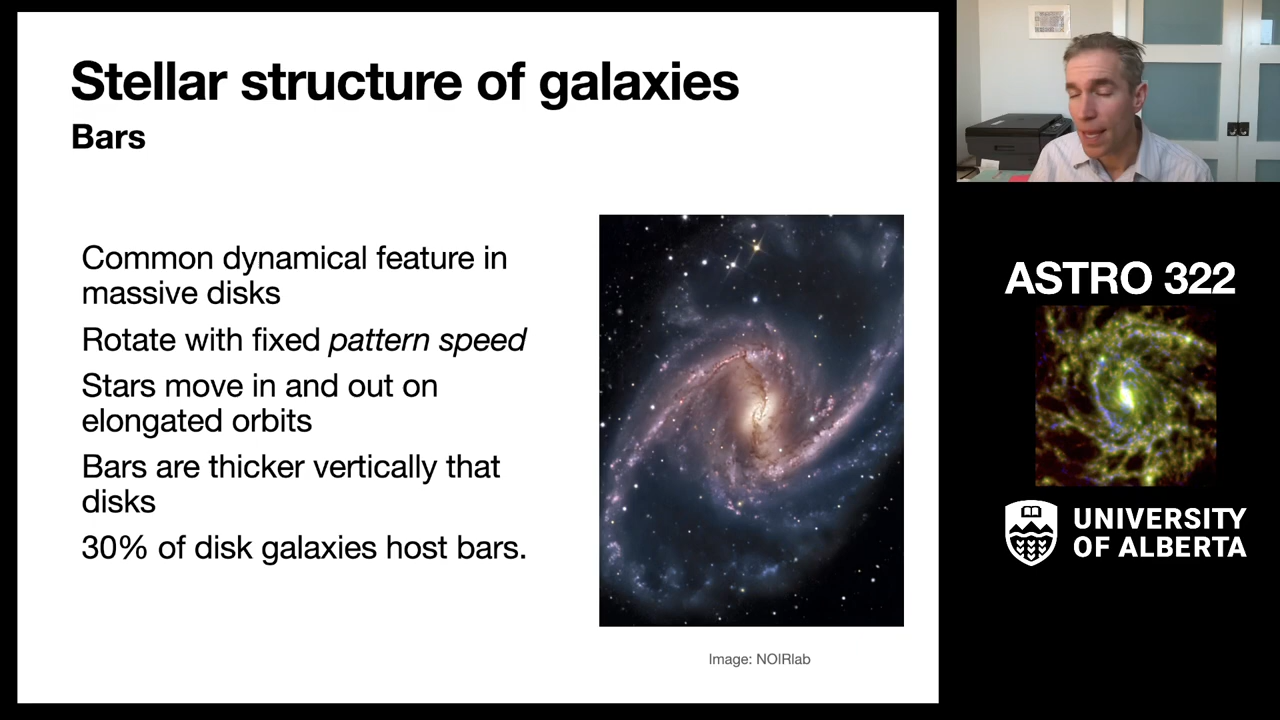 Stellar structure of galaxies
Bars
Common dynamical feature in
massive disks
Rotate with fixed pattern speed
Stars move in and out on
elongated orbits
Bars are thicker vertically that
disks
30% of disk galaxies host bars.
Image: NOIRlab
ASTRO 322
UNIVERSITY
OF ALBERTA